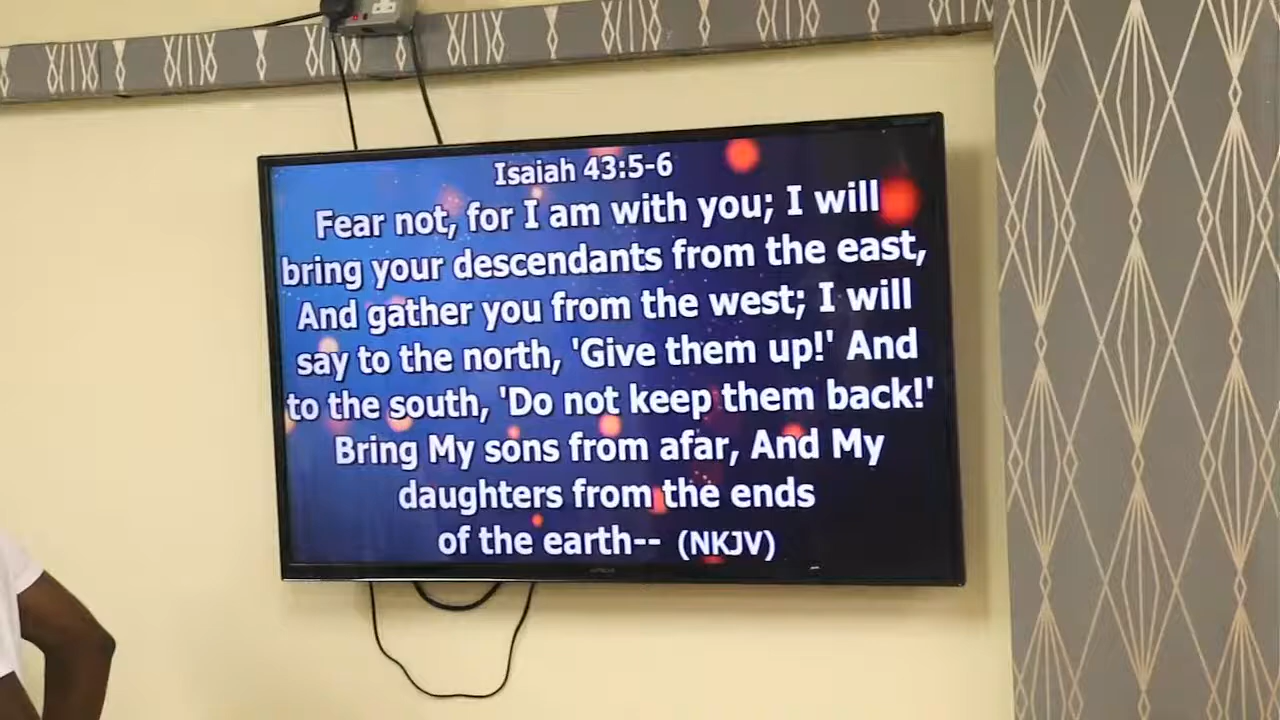 Isaiah 43:5-6
Fear not, for I am with you; I will
bring your descendants from the east,
And gather you from the west; I will
say to the north, 'Give them up!' And
to the south, 'Do not keep them back!'
Bring My sons from afar, And My
daughters from the ends
of the earth-- (NKJV)